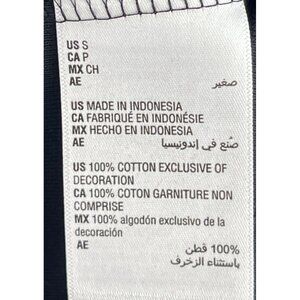 US S
CA P
MX CH
AE صغير
US MADE IN INDONESIA
CA FABRIQUÉ EN INDONÉSIE
MX HECHO EN INDONESIA
AE صُنع في إندونيسيا
US 100% COTTON EXCLUSIVE OF
DECORATION
CA 100% COTON GARNITURE NON
COMPRISE
MX 100% algodón exclusivo de la
decoración
AE 100% قطن
باستثناء الزخرف